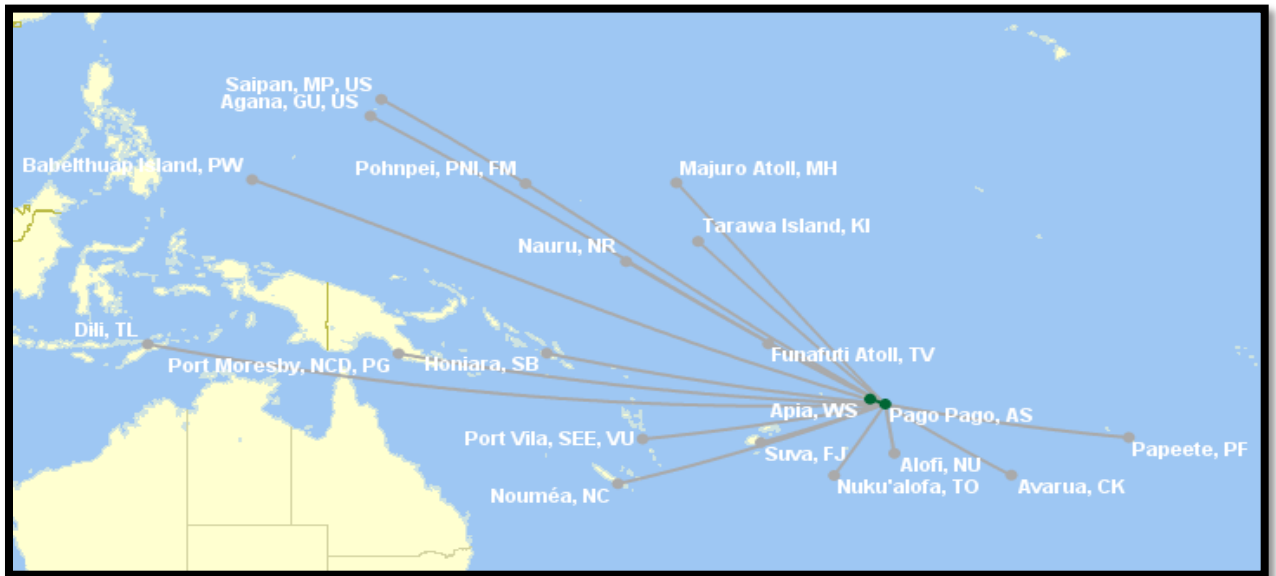 Saipan, MP, US
Agana, GU, US
Babelthuan Island, PW
Pohnpei, PNI, FM
Majuro Atoll, MH
Tarawa Island, KI
Nauru, NR
Dili, TL
Port Moresby, NCD, PG
Honiara, SB
Funafuti Atoll, TV
Apia, WS
Pago Pago, AS
Port Vila, SEE, VU
Suva, FJ
Alofi, NU
Papeete, PF
Nouméa, NC
Nuku'alofa, TO
Avarua, CK